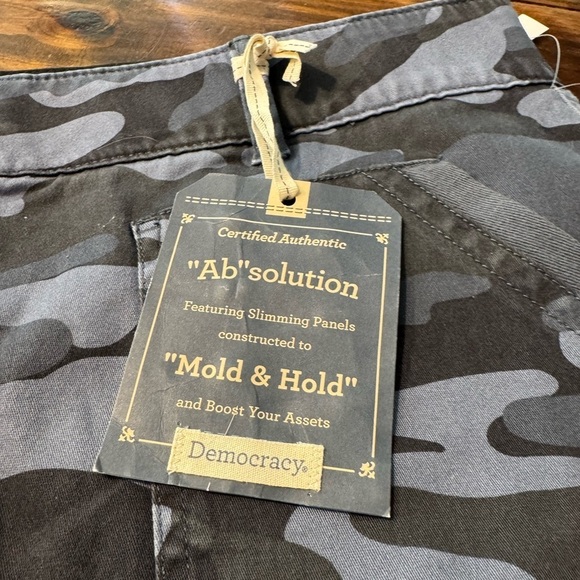 Certified Authentic
"Ab"solution
Featuring Slimming Panels
constructed to
"Mold & Hold"
and Boost Your Assets
Democracy®